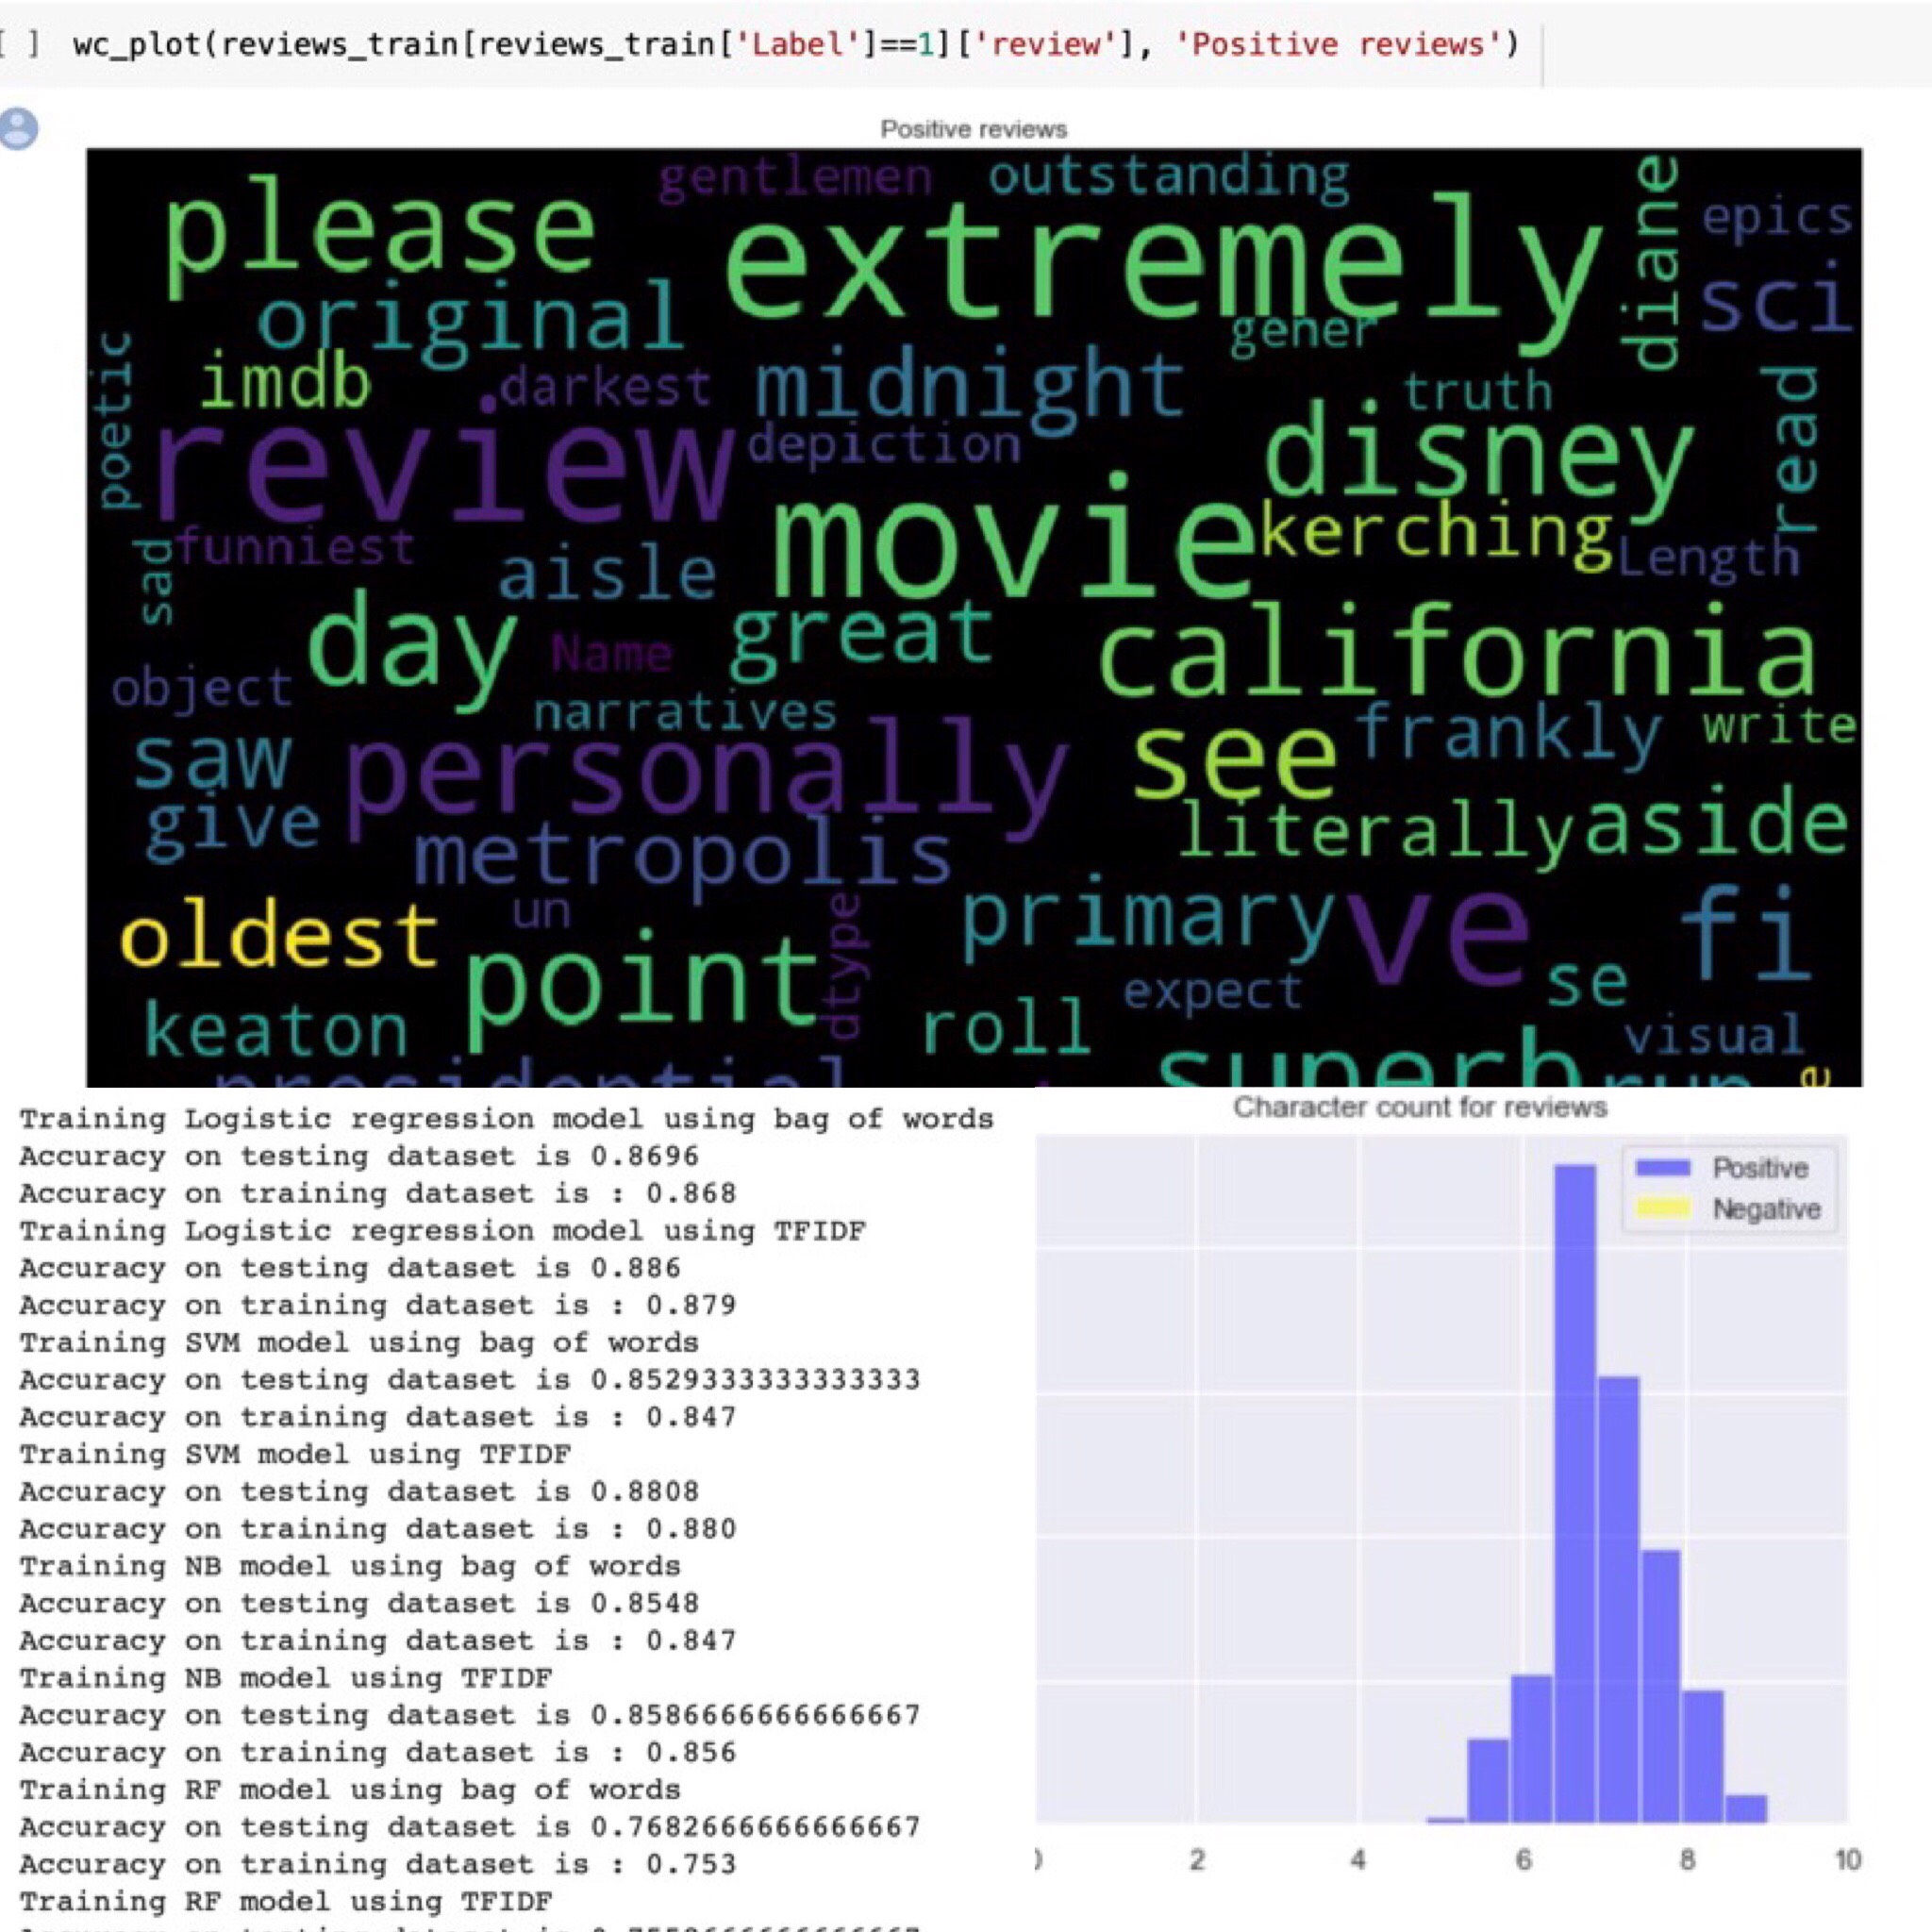 [ ] wc_plot(reviews_train[reviews_train['Label']==1]['review'], 'Positive reviews')
Positive reviews
gentlemen outstanding
please extremely diane epics
original gener sci
poetic imdb darkest midnight truth read
review depiction disney
movie kerching Length
sad funniest aisle
day Name great california
object narratives
saw personally see frankly write
give metropolis literally aside
oldest un primary ve fi
point dtype expect se
keaton roll visual
presidential superb run e
Training Logistic regression model using bag of words
Accuracy on testing dataset is 0.8696
Accuracy on training dataset is : 0.868
Training Logistic regression model using TFIDF
Accuracy on testing dataset is 0.886
Accuracy on training dataset is : 0.879
Training SVM model using bag of words
Accuracy on testing dataset is 0.8529333333333333
Accuracy on training dataset is : 0.847
Training SVM model using TFIDF
Accuracy on testing dataset is 0.8808
Accuracy on training dataset is : 0.880
Training NB model using bag of words
Accuracy on testing dataset is 0.8548
Accuracy on training dataset is : 0.847
Training NB model using TFIDF
Accuracy on testing dataset is 0.8586666666666667
Accuracy on training dataset is : 0.856
Training RF model using bag of words
Accuracy on testing dataset is 0.7682666666666667
Accuracy on training dataset is : 0.753
Training RF model using TFIDF
Accuracy on testing dataset is
Character count for reviews
Positive
Negative
0 2 4 6 8 10